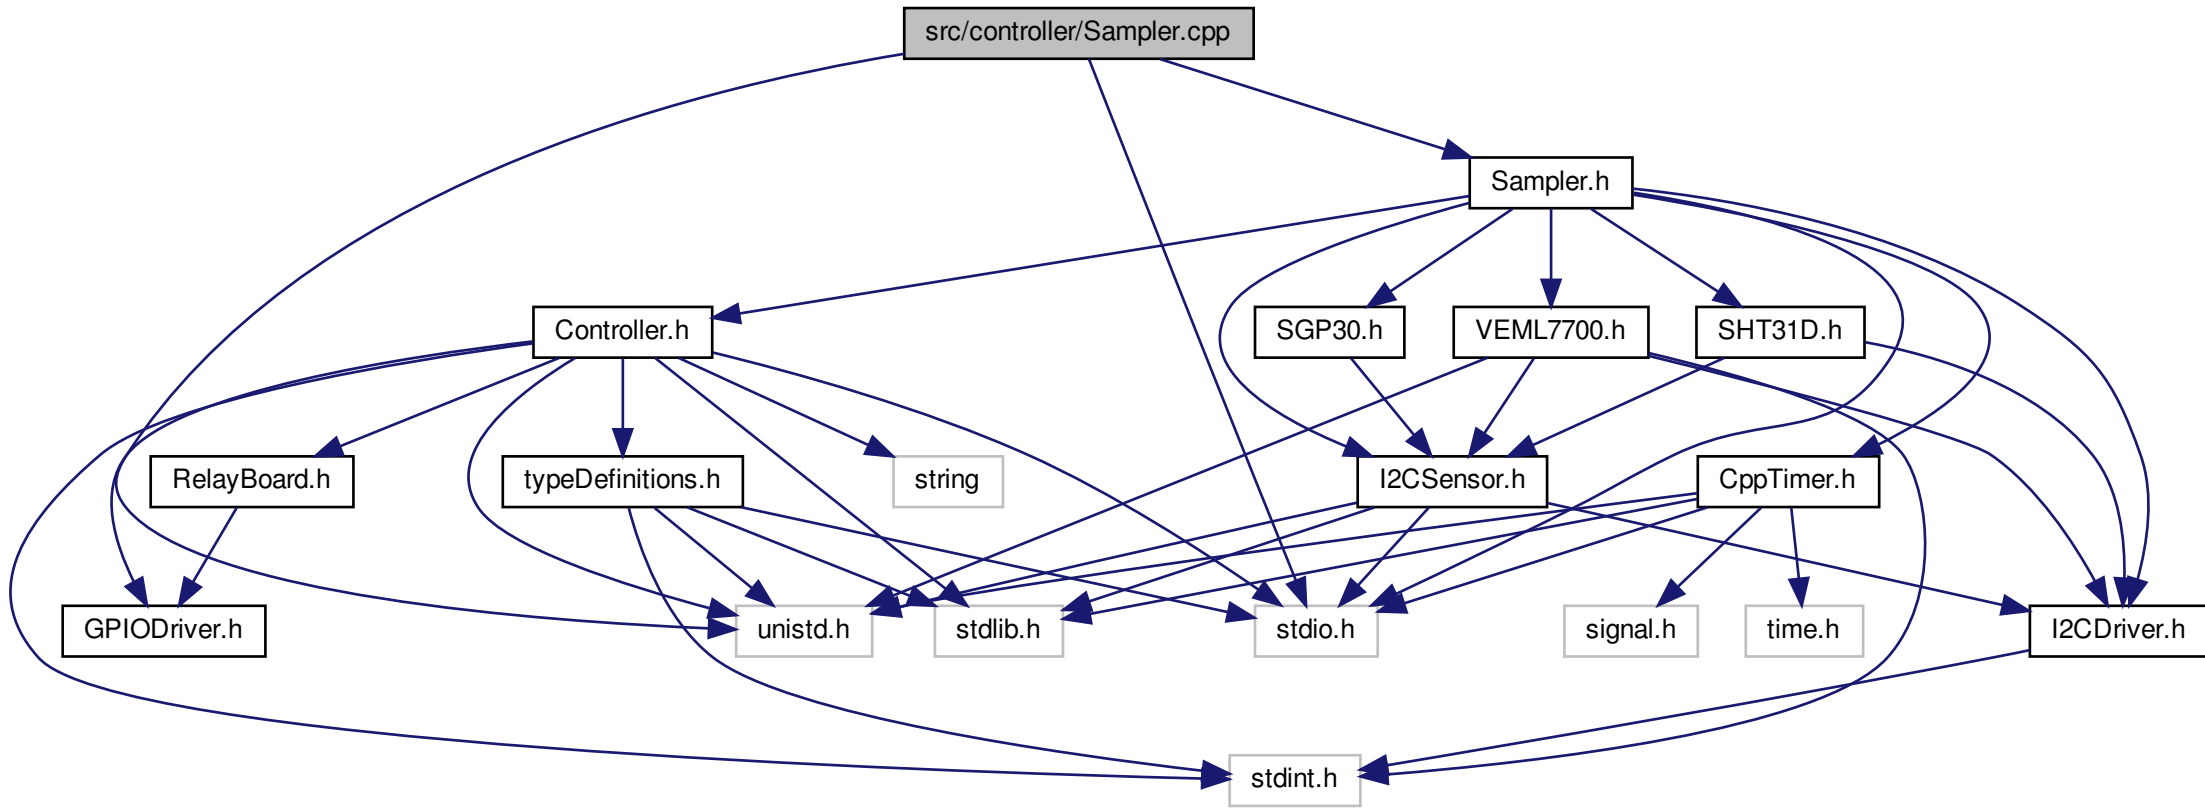 src/controller/Sampler.cpp
Sampler.h
Controller.h
SGP30.h
VEML7700.h
SHT31D.h
RelayBoard.h
typeDefinitions.h
string
I2CSensor.h
CppTimer.h
GPIODriver.h
unistd.h
stdlib.h
stdio.h
signal.h
time.h
I2CDriver.h
stdint.h